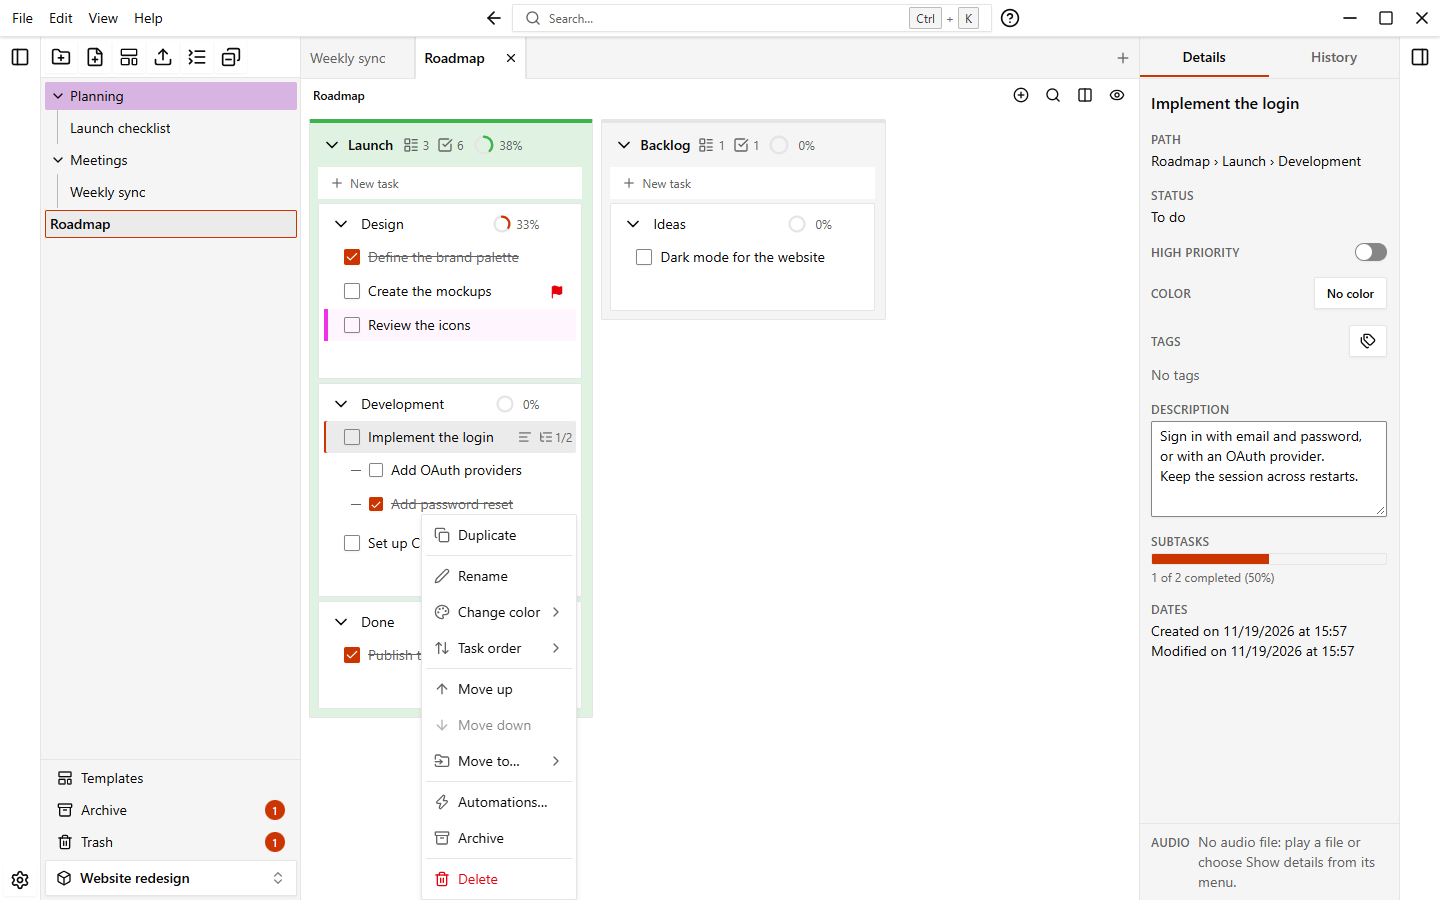 File Edit View Help
Search...
Ctrl + K
Planning
Launch checklist
Meetings
Weekly sync
Roadmap
Templates
Archive 1
Trash 1
Website redesign
Weekly sync
Roadmap
Roadmap
Launch 3 6 38%
New task
Design 33%
Define the brand palette
Create the mockups
Review the icons
Development 0%
Implement the login 1/2
Add OAuth providers
Add password reset
Set up C
Done
Publish t
Duplicate
Rename
Change color
Task order
Move up
Move down
Move to...
Automations...
Archive
Delete
Backlog 1 1 0%
New task
Ideas 0%
Dark mode for the website
Details History
Implement the login
PATH
Roadmap › Launch › Development
STATUS
To do
HIGH PRIORITY
COLOR No color
TAGS
No tags
DESCRIPTION
Sign in with email and password,
or with an OAuth provider.
Keep the session across restarts.
SUBTASKS
1 of 2 completed (50%)
DATES
Created on 11/19/2026 at 15:57
Modified on 11/19/2026 at 15:57
AUDIO No audio file: play a file or
choose Show details from its
menu.